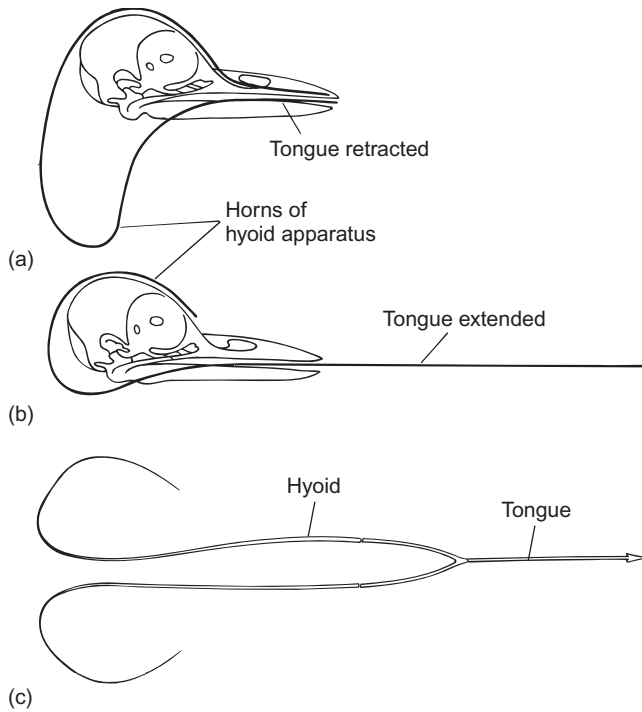 Tongue retracted
Horns of
hyoid apparatus
(a)
Tongue extended
(b)
Hyoid
Tongue
(c)